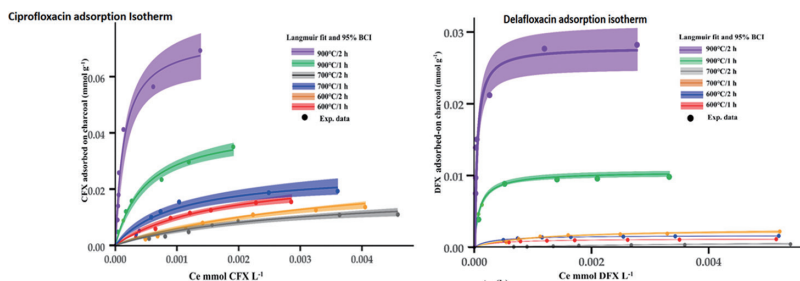 Ciprofloxacin adsorption Isotherm
Langmuir fit and 95% BCI
900°C/2 h
900°C/1 h
700°C/2 h
700°C/1 h
600°C/2 h
600°C/1 h
Exp. data
CFX adsorbed on charcoal (mmol g⁻¹)
0.06
0.04
0.02
0.00
0.000
0.001
0.002
0.003
0.004
Ce mmol CFX L⁻¹
Delafloxacin adsorption isotherm
Langmuir fit and 95% BCI
900°C/2 h
900°C/1 h
700°C/2 h
700°C/1 h
600°C/2 h
600°C/1 h
Exp. data
DFX adsorbed-on charcoal (mmol g⁻¹)
0.03
0.02
0.01
0.00
0.000
0.002
0.004
Ce mmol DFX L⁻¹